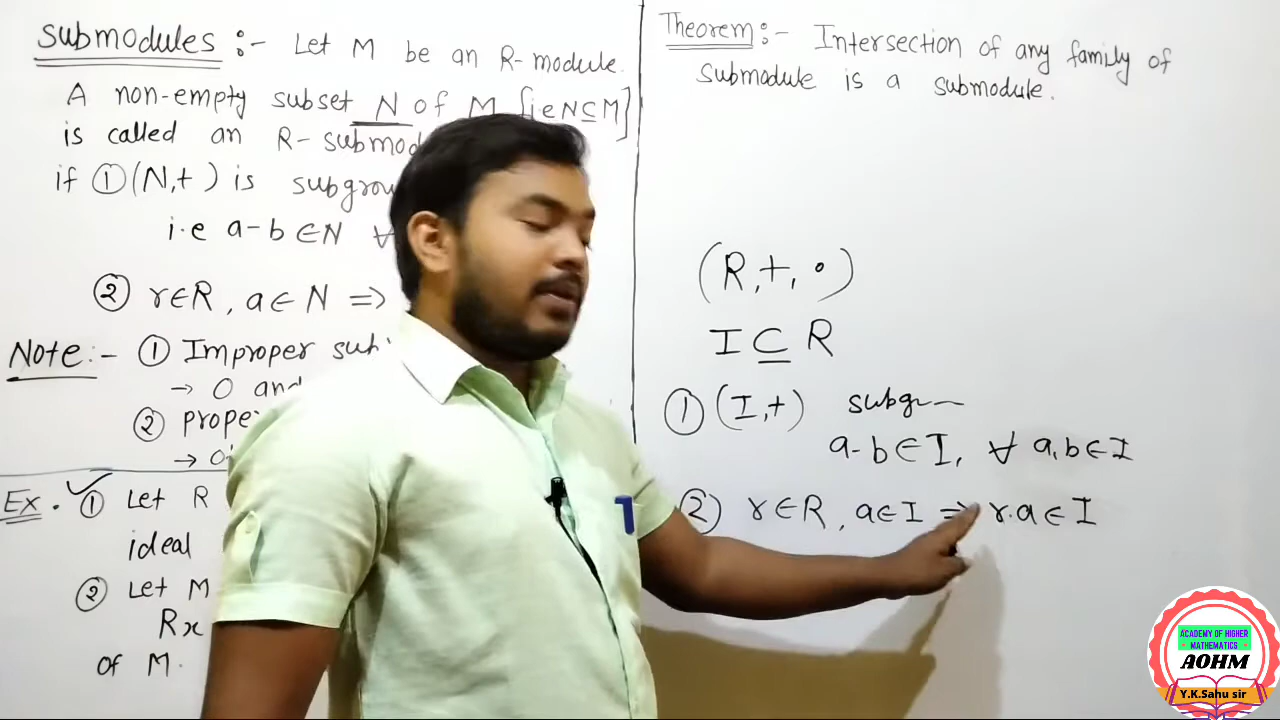 Submodules :- Let M be an R-module.
A non-empty subset N of M [i.e N⊆M]
is called an R-submod
if ① (N,+) is subgrou
i.e a-b ∈ N ∀
② r∈R, a∈N =>
Note:- ① Improper sub
→ 0 and
② prope
→
Ex. ✓① Let R
ideal
② Let M
Rx
of M.
Theorem:- Intersection of any family of
submodule is a submodule.
(R,+,•)
I ⊆ R
① (I,+) subgr
a-b∈I, ∀ a,b∈I
② r∈R, a∈I => r.a∈I
ACADEMY OF HIGHER
MATHEMATICS
AOHM
Y.K.Sahu sir